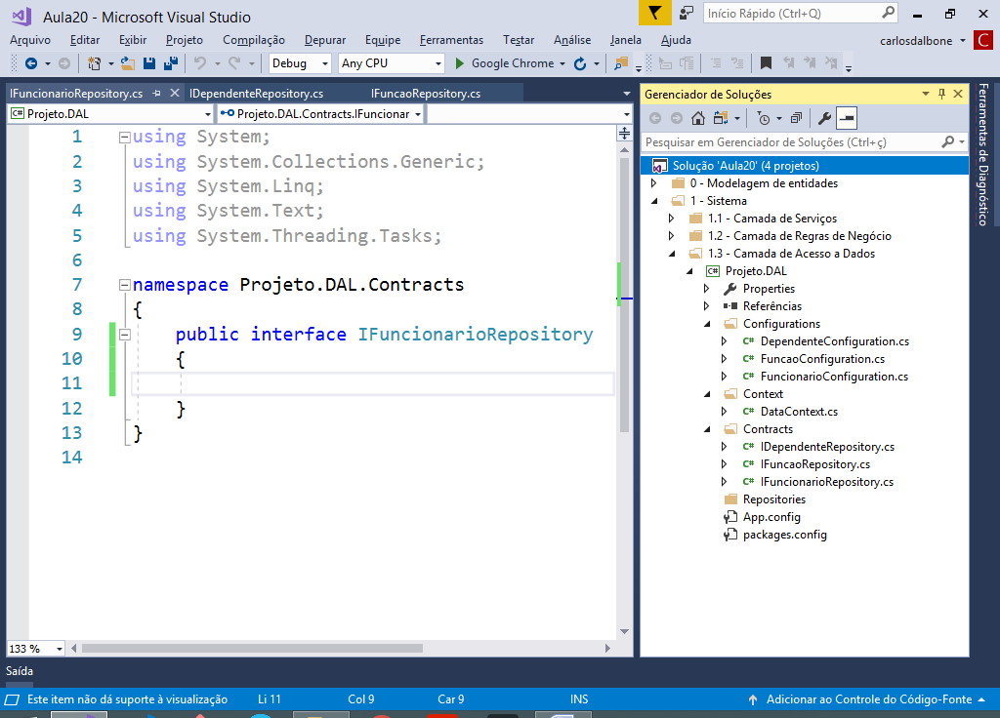 Aula20 - Microsoft Visual Studio
Início Rápido (Ctrl+Q)
Arquivo Editar Exibir Projeto Compilação Depurar Equipe Ferramentas Testar Análise Janela Ajuda
carlosdalbone C
Debug Any CPU Google Chrome
IFuncionarioRepository.cs IDependenteRepository.cs IFuncaoRepository.cs
Projeto.DAL Projeto.DAL.Contracts.IFuncionar
1 using System;
2 using System.Collections.Generic;
3 using System.Linq;
4 using System.Text;
5 using System.Threading.Tasks;
6
7 namespace Projeto.DAL.Contracts
8 {
9 public interface IFuncionarioRepository
10 {
11
12 }
13 }
14
133 %
Gerenciador de Soluções
Pesquisar em Gerenciador de Soluções (Ctrl+ç)
Solução 'Aula20' (4 projetos)
0 - Modelagem de entidades
1 - Sistema
1.1 - Camada de Serviços
1.2 - Camada de Regras de Negócio
1.3 - Camada de Acesso a Dados
C# Projeto.DAL
Properties
Referências
Configurations
C# DependenteConfiguration.cs
C# FuncaoConfiguration.cs
C# FuncionarioConfiguration.cs
Context
C# DataContext.cs
Contracts
C# IDependenteRepository.cs
C# IFuncaoRepository.cs
C# IFuncionarioRepository.cs
Repositories
App.config
packages.config
Ferramentas de Diagnóstico
Saída
Este item não dá suporte à visualização Li 11 Col 9 Car 9 INS Adicionar ao Controle do Código-Fonte